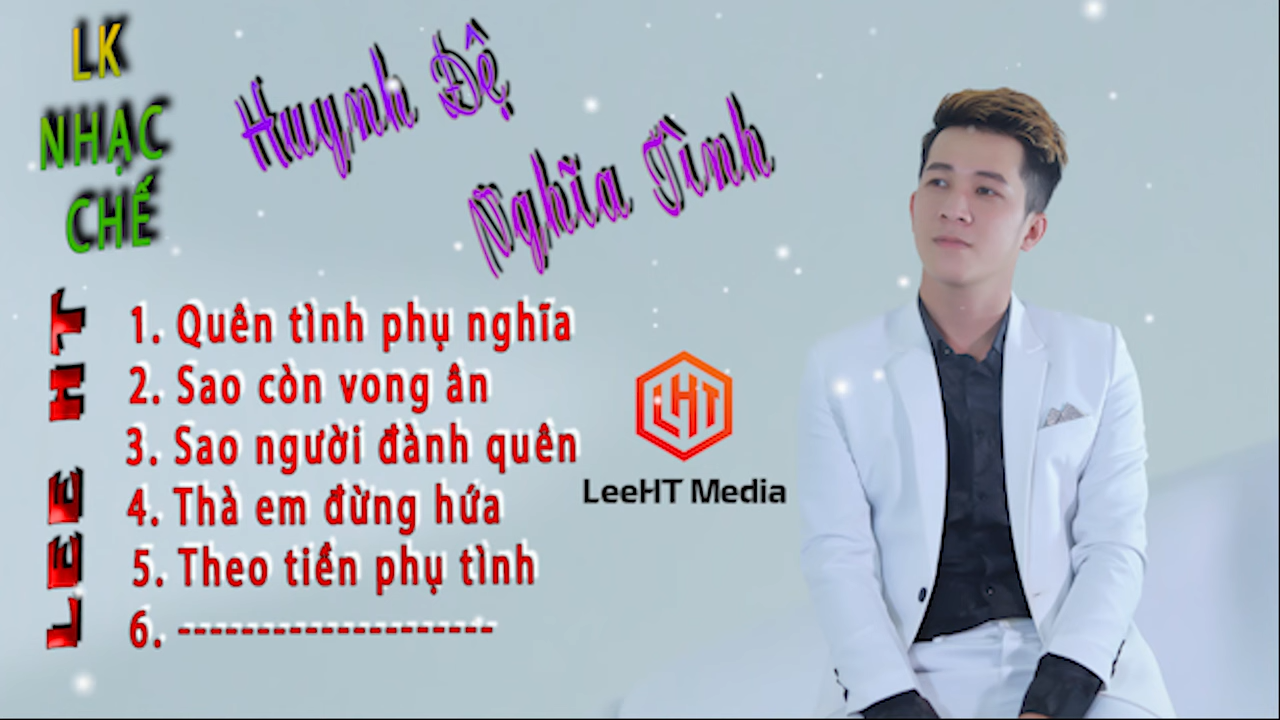 LK
NHẠC
CHẾ
Huynh Đệ
Nghĩa Tình
LEE HT
1. Quên tình phụ nghĩa
2. Sao còn vong ân
3. Sao người đành quên
4. Thà em đừng hứa
5. Theo tiền phụ tình
6. --------------------
LHT
LeeHT Media